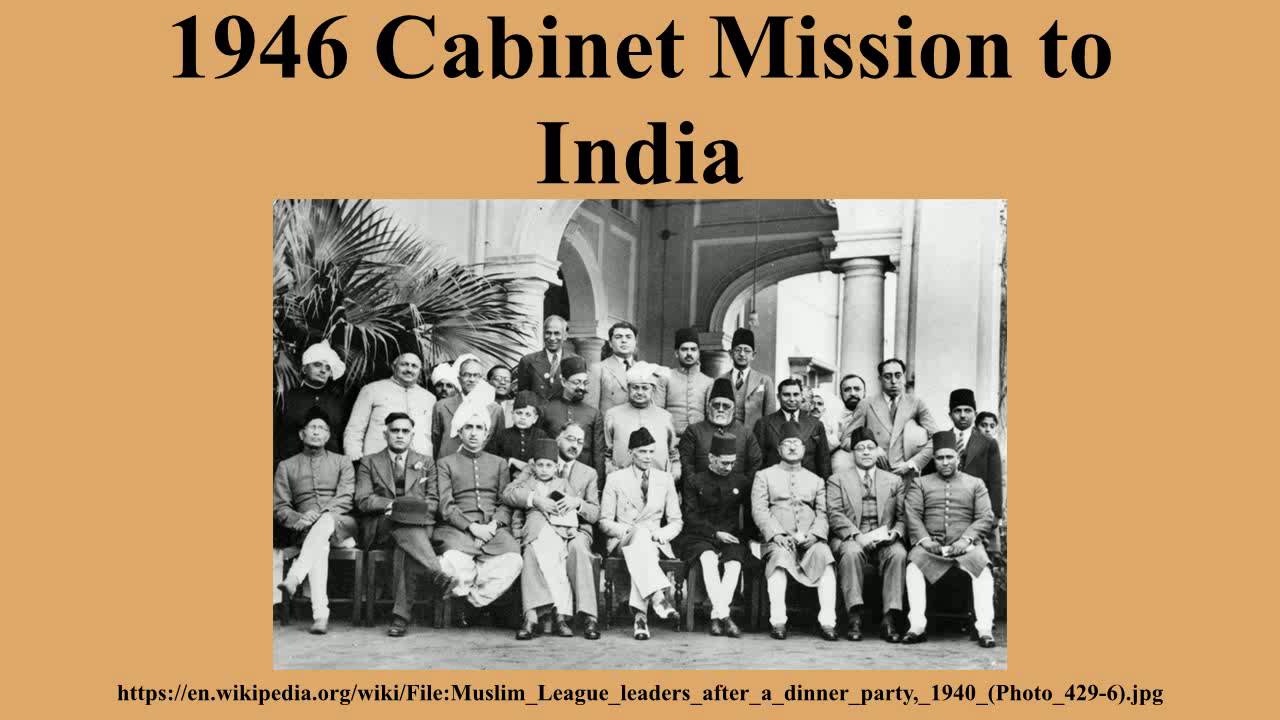 1946 Cabinet Mission to
India
https://en.wikipedia.org/wiki/File:Muslim_League_leaders_after_a_dinner_party,_1940_(Photo_429-6).jpg